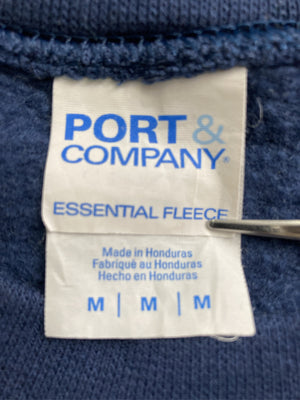 PORT &
COMPANY®
ESSENTIAL FLEECE
Made in Honduras
Fabriqué au Honduras
Hecho en Honduras
M | M | M